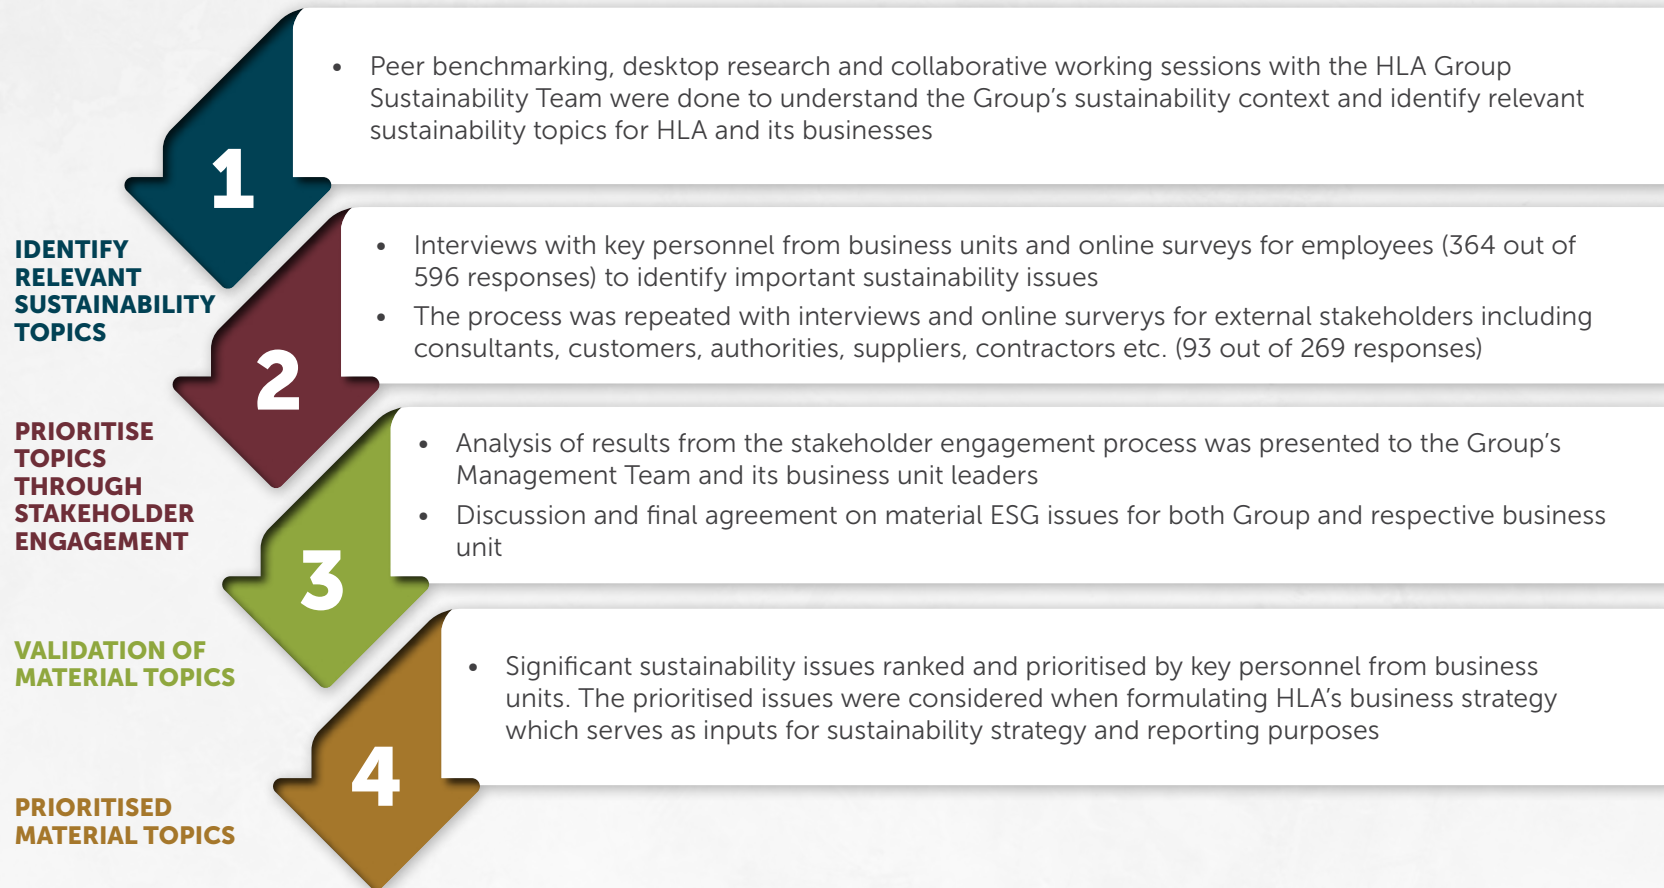 1
IDENTIFY
RELEVANT
SUSTAINABILITY
TOPICS
• Peer benchmarking, desktop research and collaborative working sessions with the HLA Group
Sustainability Team were done to understand the Group’s sustainability context and identify relevant
sustainability topics for HLA and its businesses
2
PRIORITISE
TOPICS
THROUGH
STAKEHOLDER
ENGAGEMENT
• Interviews with key personnel from business units and online surveys for employees (364 out of
596 responses) to identify important sustainability issues
• The process was repeated with interviews and online surverys for external stakeholders including
consultants, customers, authorities, suppliers, contractors etc. (93 out of 269 responses)
3
VALIDATION OF
MATERIAL TOPICS
• Analysis of results from the stakeholder engagement process was presented to the Group’s
Management Team and its business unit leaders
• Discussion and final agreement on material ESG issues for both Group and respective business
unit
4
PRIORITISED
MATERIAL TOPICS
• Significant sustainability issues ranked and prioritised by key personnel from business
units. The prioritised issues were considered when formulating HLA’s business strategy
which serves as inputs for sustainability strategy and reporting purposes